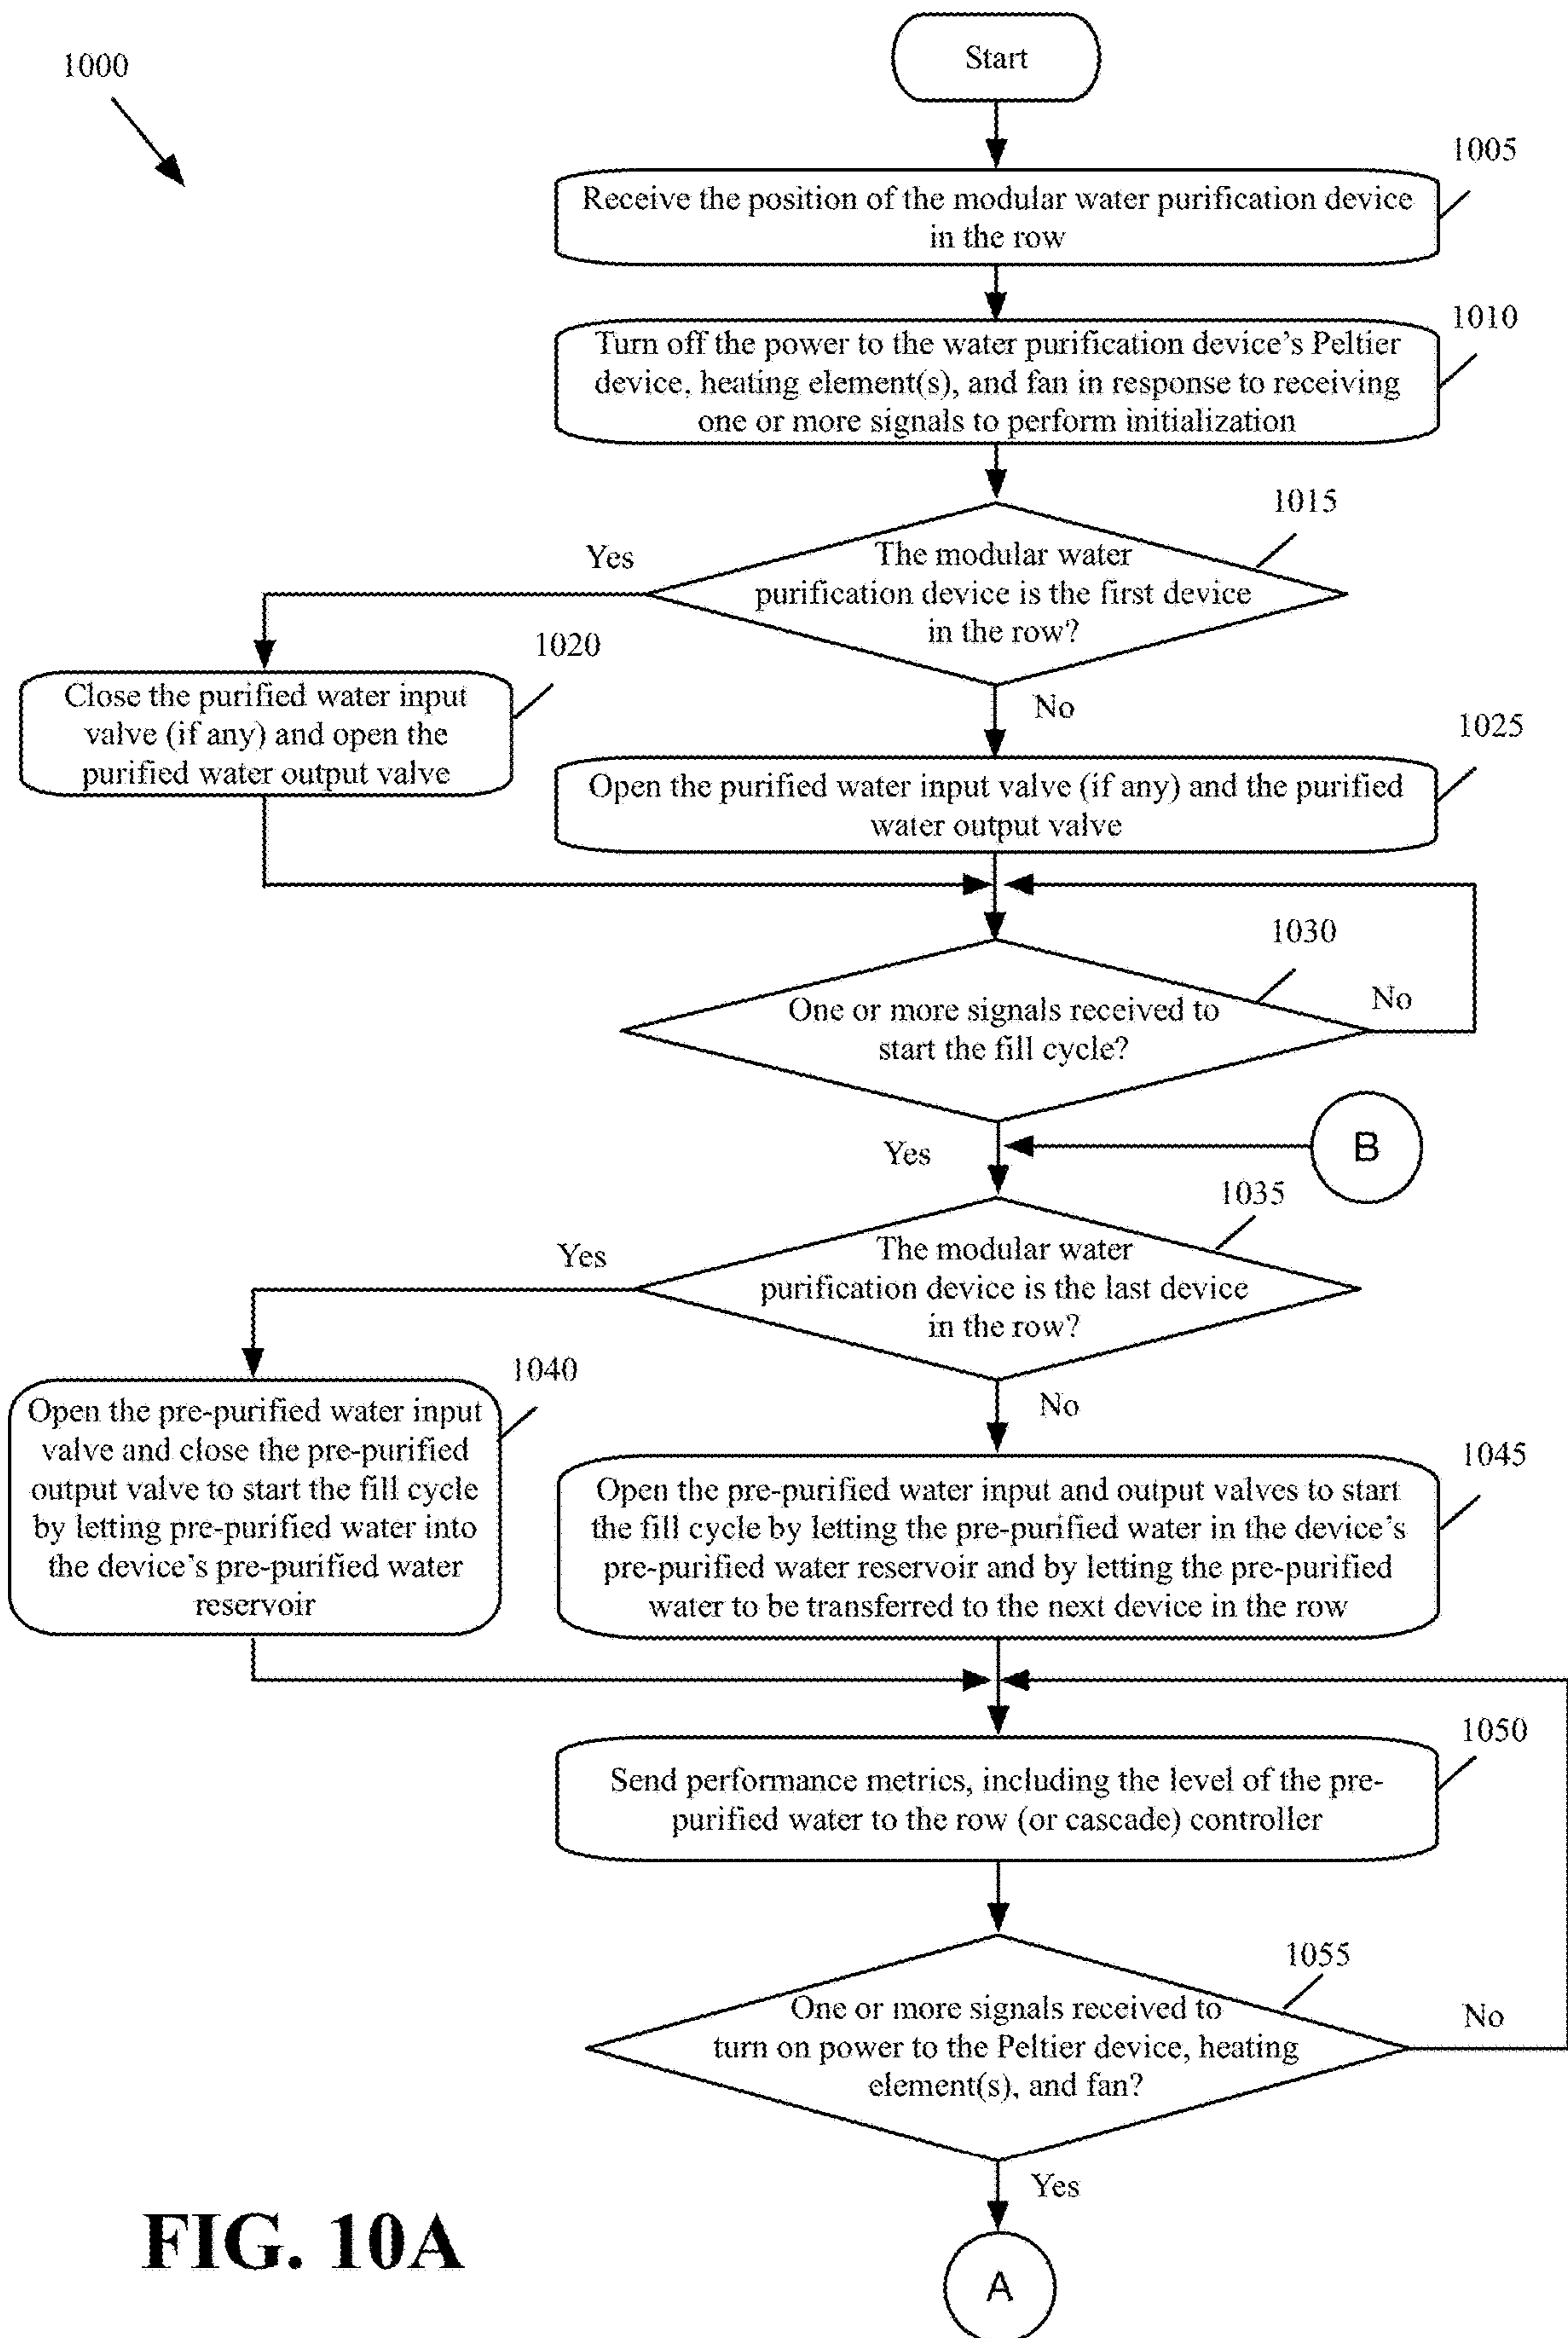 1000
Start
1005
Receive the position of the modular water purification device
in the row
1010
Turn off the power to the water purification device's Peltier
device, heating element(s), and fan in response to receiving
one or more signals to perform initialization
1015
Yes
The modular water
purification device is the first device
in the row?
1020
Close the purified water input
valve (if any) and open the
purified water output valve
No
1025
Open the purified water input valve (if any) and the purified
water output valve
1030
One or more signals received to
start the fill cycle?
No
Yes
B
1035
Yes
The modular water
purification device is the last device
in the row?
1040
Open the pre-purified water input
valve and close the pre-purified
output valve to start the fill cycle
by letting pre-purified water into
the device's pre-purified water
reservoir
No
1045
Open the pre-purified water input and output valves to start
the fill cycle by letting the pre-purified water in the device's
pre-purified water reservoir and by letting the pre-purified
water to be transferred to the next device in the row
1050
Send performance metrics, including the level of the pre-
purified water to the row (or cascade) controller
1055
One or more signals received to
turn on power to the Peltier device, heating
element(s), and fan?
No
Yes
A
FIG. 10A